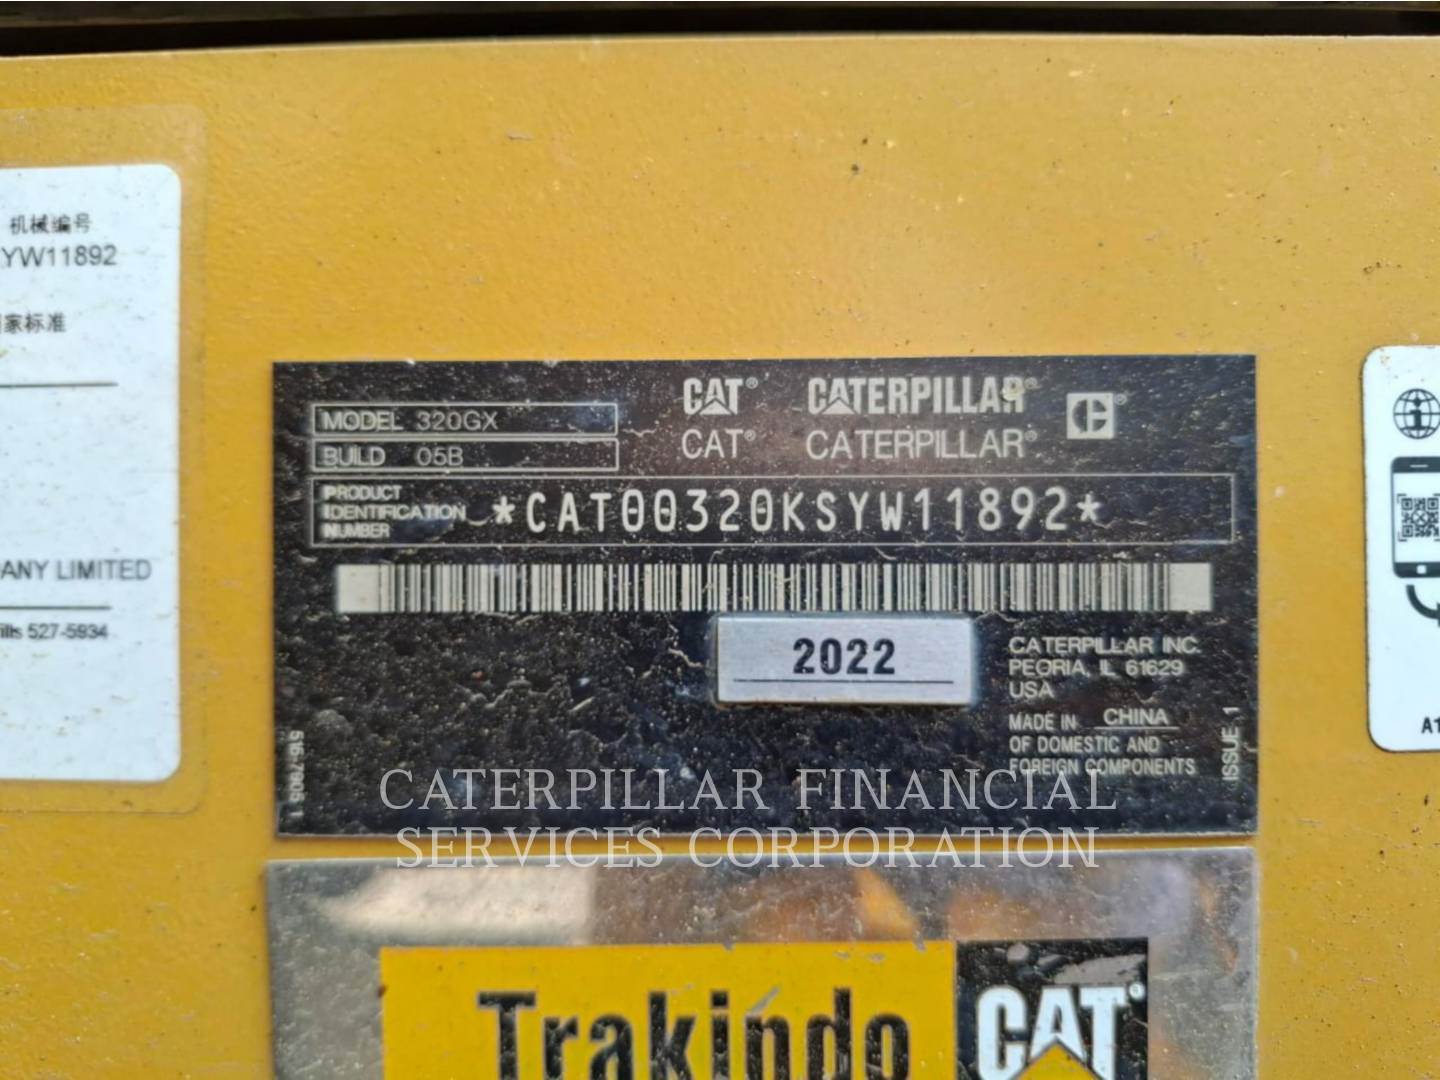 机械编号
YW11892
家标准
ANY LIMITED
ills 527-5934
MODEL 320GX
BUILD 05B
CAT® CATERPILLAR®
CAT® CATERPILLAR®
PRODUCT IDENTIFICATION NUMBER *CAT00320KSYW11892*
2022
CATERPILLAR INC.
PEORIA, IL 61629
USA
MADE IN CHINA
OF DOMESTIC AND
FOREIGN COMPONENTS
ISSUE 1
CATERPILLAR FINANCIAL
SERVICES CORPORATION
Trakindo CAT®
A1